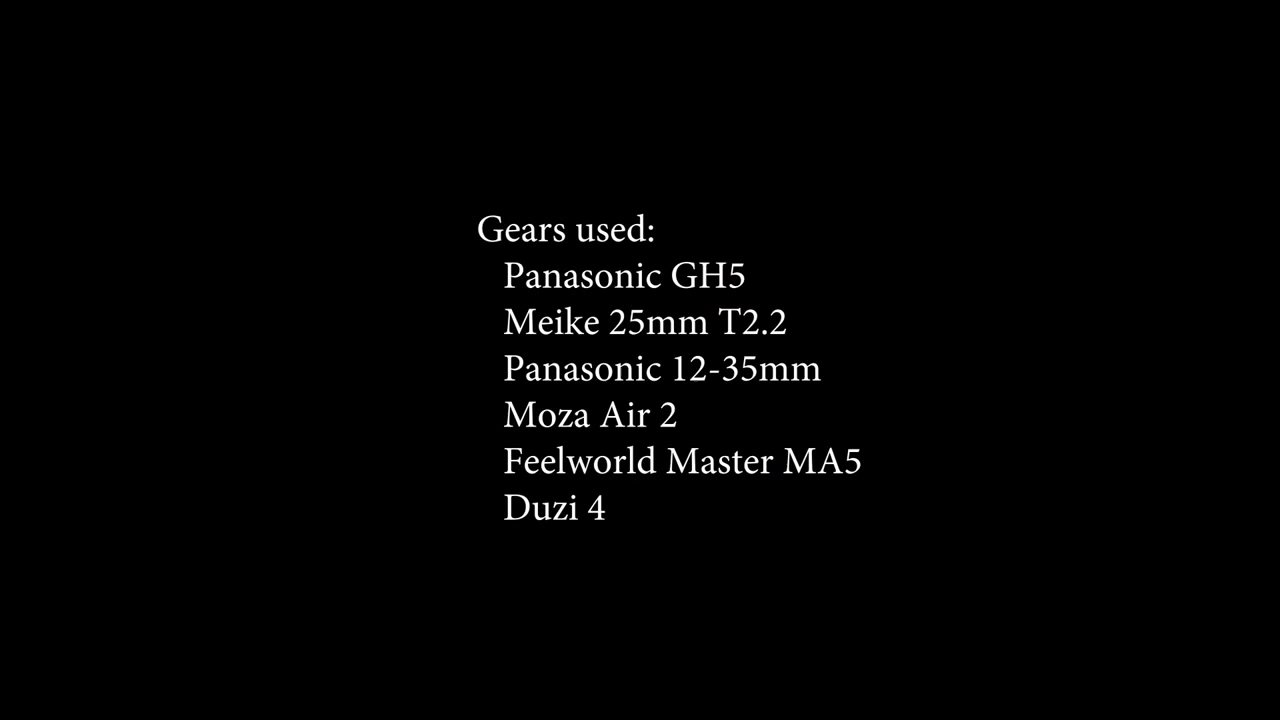 Gears used:
Panasonic GH5
Meike 25mm T2.2
Panasonic 12-35mm
Moza Air 2
Feelworld Master MA5
Duzi 4